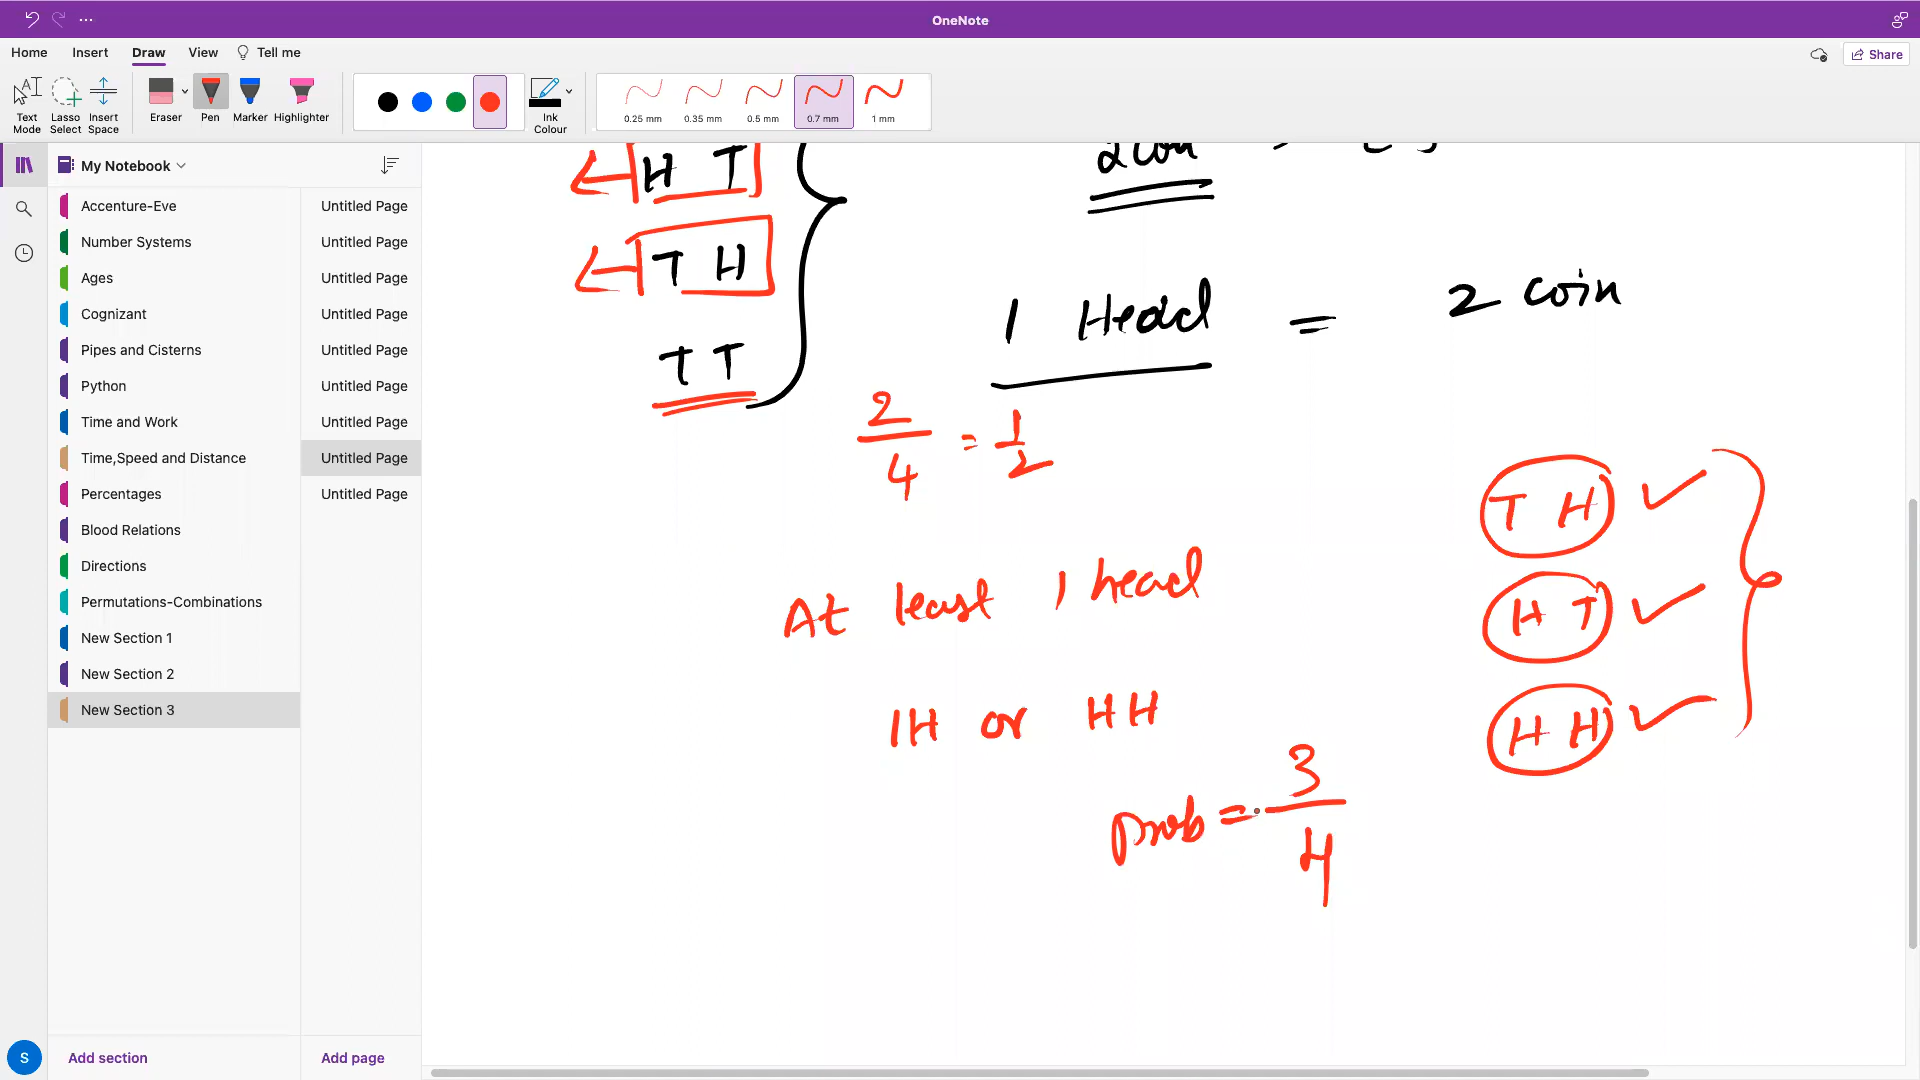 OneNote
Home Insert Draw View Tell me
Share
Text Mode
Lasso Select
Insert Space
Eraser
Pen
Marker
Highlighter
Ink Colour
0.25 mm
0.35 mm
0.5 mm
0.7 mm
1 mm
My Notebook
Accenture-Eve
Number Systems
Ages
Cognizant
Pipes and Cisterns
Python
Time and Work
Time,Speed and Distance
Percentages
Blood Relations
Directions
Permutations-Combinations
New Section 1
New Section 2
New Section 3
Untitled Page
Untitled Page
Untitled Page
Untitled Page
Untitled Page
Untitled Page
Untitled Page
Untitled Page
Untitled Page
S
Add section
Add page
H T
T H
T T
2coin
1 Head = 2 coin
2/4 = 1/2
At least 1 head
1H or HH
T H
H T
H H
prob = 3/4